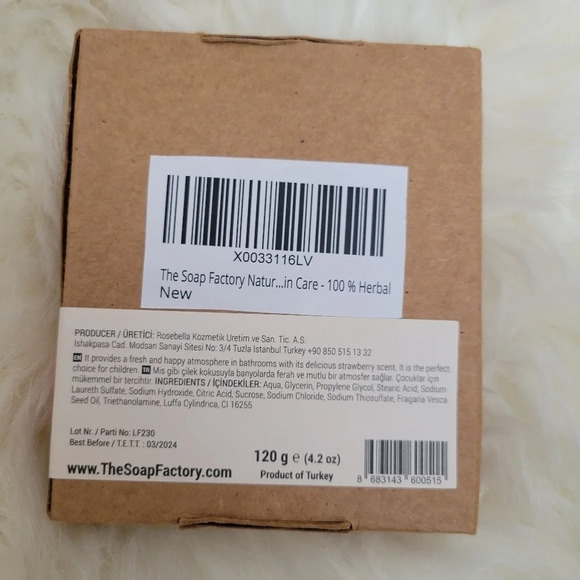 X0033116LV
The Soap Factory Natur...in Care - 100 % Herbal
New
PRODUCER / ÜRETİCİ: Rosebella Kozmetik Uretim ve San. Tic. A.S.
Ishakpasa Cad. Modsan Sanayi Sitesi No: 3/4 Tuzla Istanbul Turkey +90 850 515 13 32
EN It provides a fresh and happy atmosphere in bathrooms with its delicious strawberry scent. It is the perfect
choice for children. TR Mis gibi çilek kokusuyla banyolarda ferah ve mutlu bir atmosfer sağlar. Çocuklar için
mükemmel bir tercihtir. INGREDIENTS / İÇİNDEKİLER: Aqua, Glycerin, Propylene Glycol, Stearic Acid, Sodium
Laureth Sulfate, Sodium Hydroxide, Citric Acid, Sucrose, Sodium Chloride, Sodium Thiosulfate, Fragaria Vesca
Seed Oil, Triethanolamine, Luffa Cylindrica, CI 16255
Lot Nr. / Parti No: LF230
Best Before / T.E.T.T. : 03/2024
120 g e (4.2 oz)
www.TheSoapFactory.com
Product of Turkey
8 683143 600515